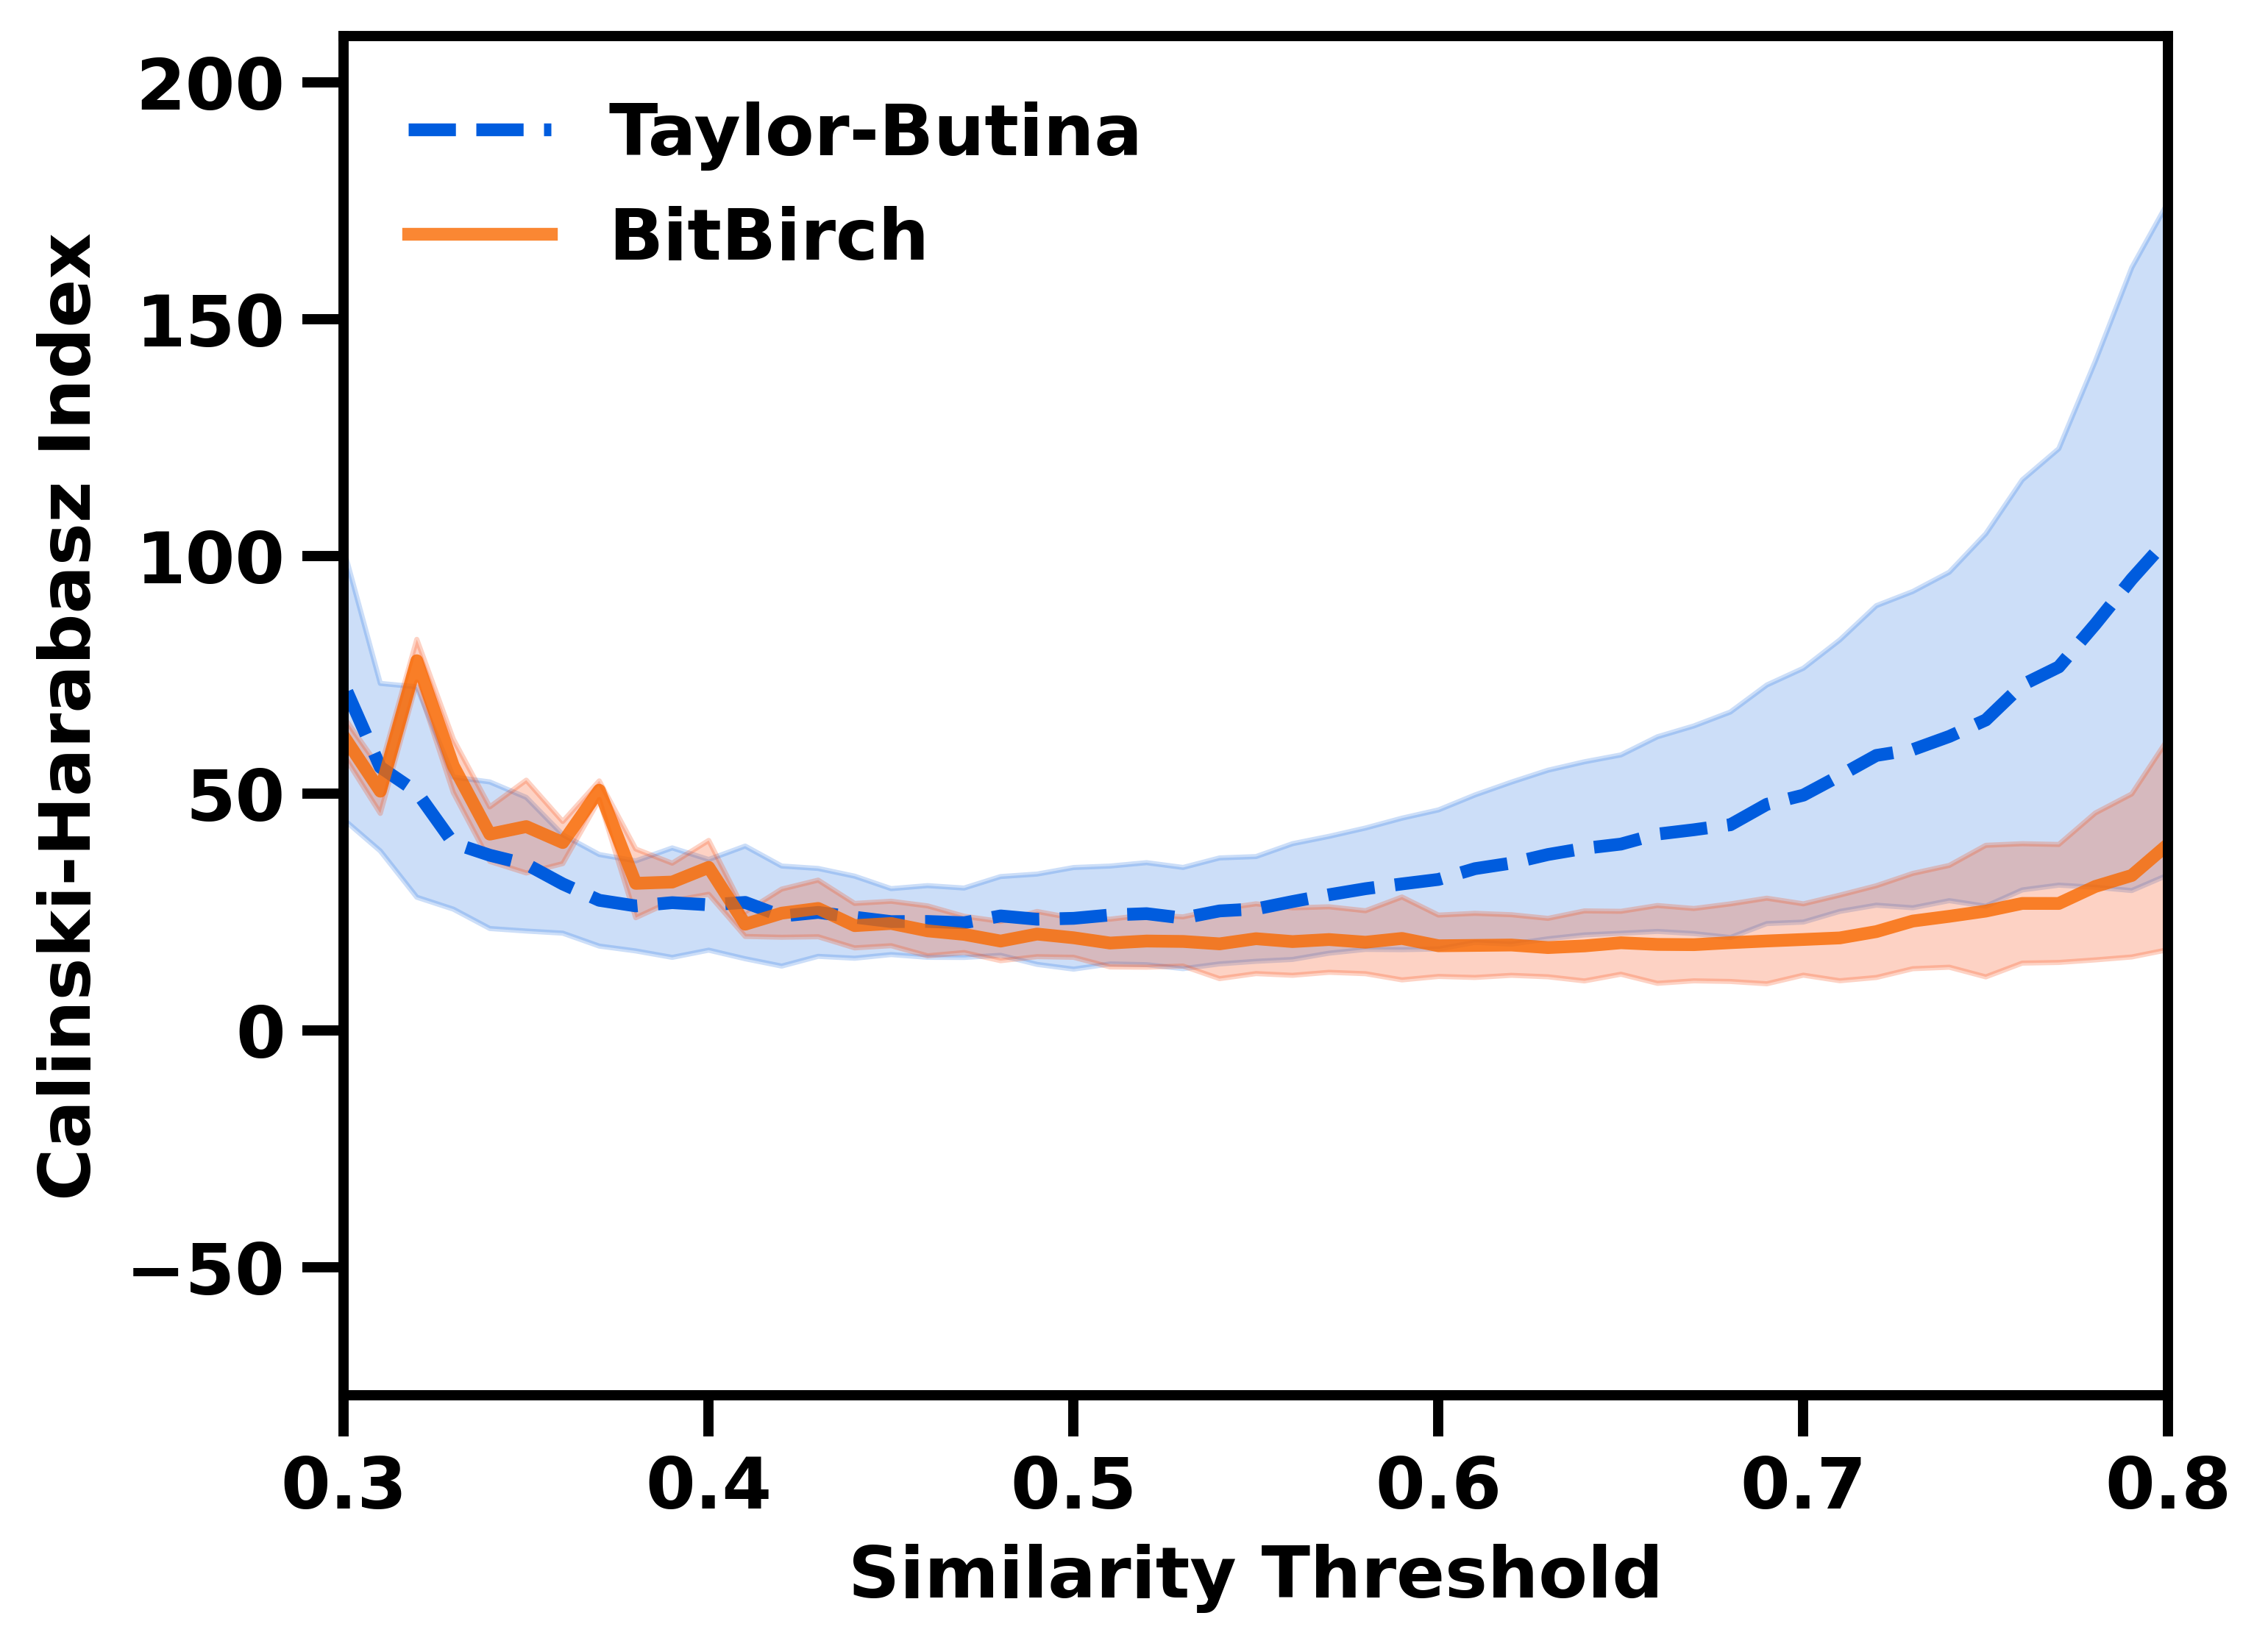 Calinski-Harabasz Index
200
150
100
50
0
−50
Taylor-Butina
BitBirch
0.3 0.4 0.5 0.6 0.7 0.8
Similarity Threshold